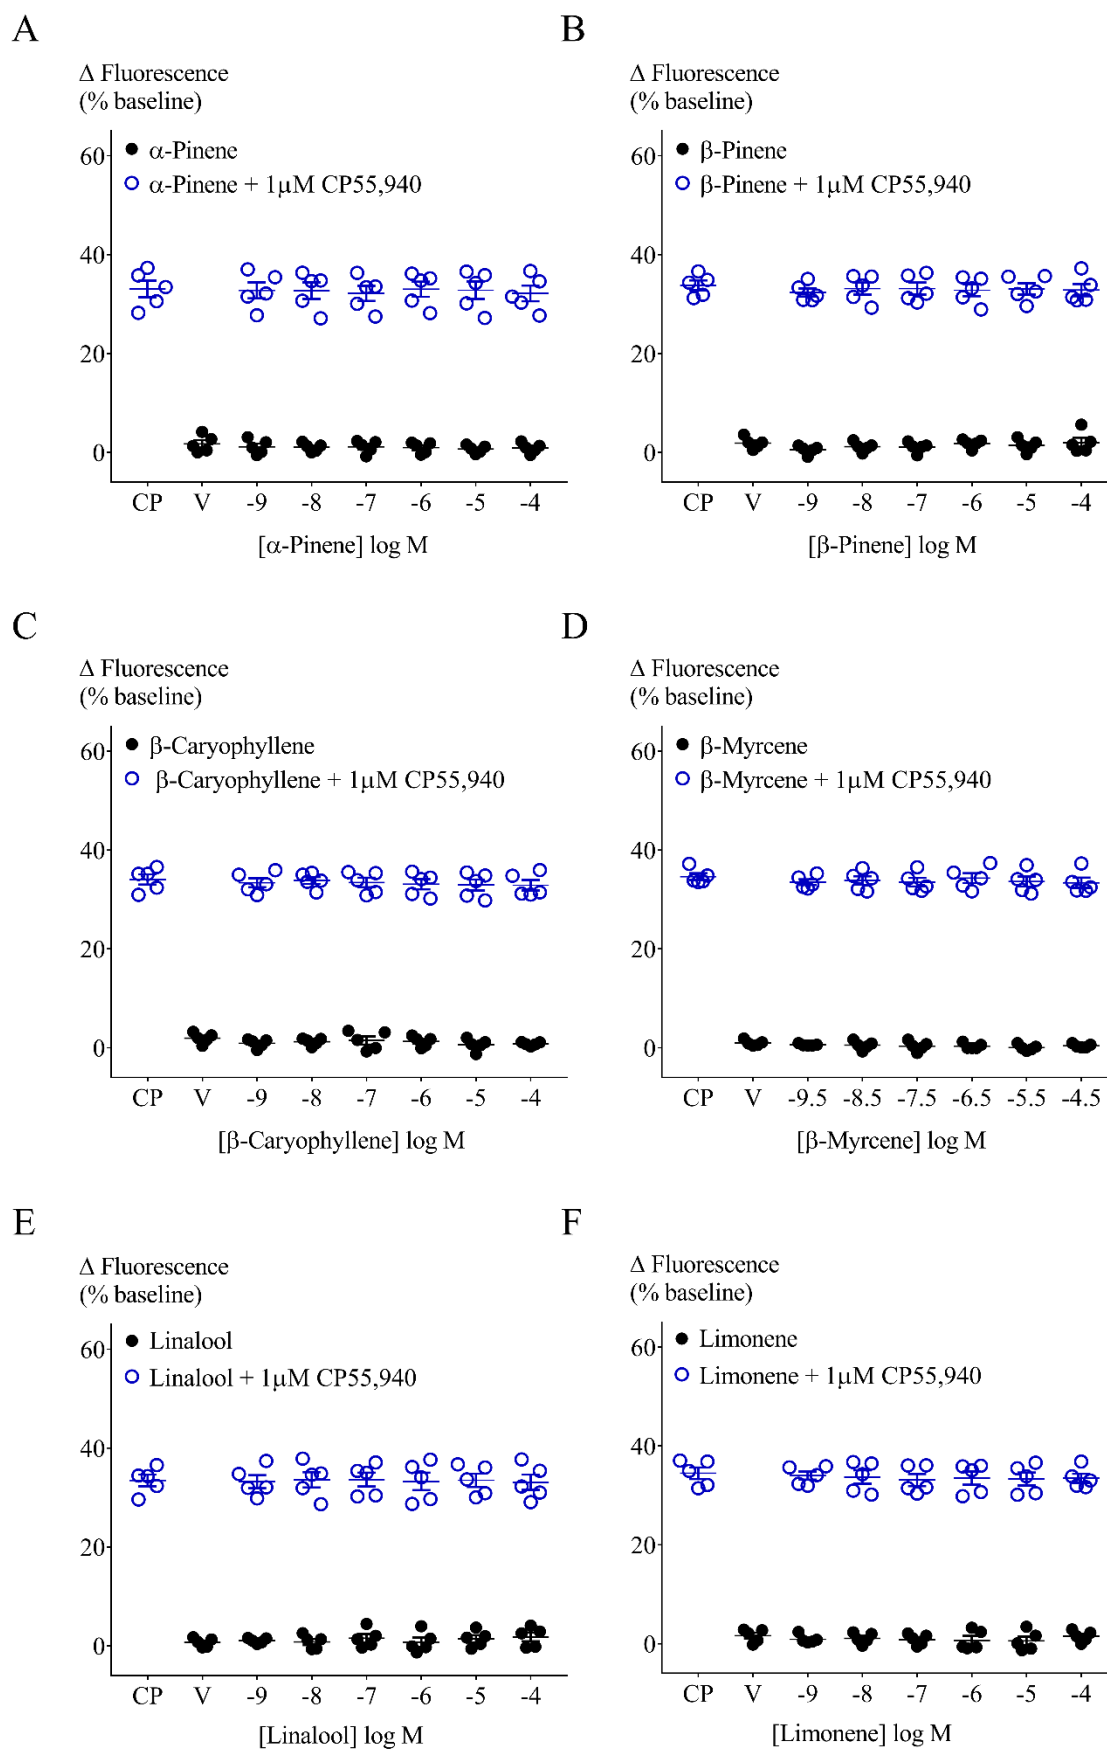 A
Δ Fluorescence
(% baseline)
60
40
20
0
α-Pinene
α-Pinene + 1μM CP55,940
CP V -9 -8 -7 -6 -5 -4
[α-Pinene] log M
B
Δ Fluorescence
(% baseline)
60
40
20
0
β-Pinene
β-Pinene + 1μM CP55,940
CP V -9 -8 -7 -6 -5 -4
[β-Pinene] log M
C
Δ Fluorescence
(% baseline)
60
40
20
0
β-Caryophyllene
β-Caryophyllene + 1μM CP55,940
CP V -9 -8 -7 -6 -5 -4
[β-Caryophyllene] log M
D
Δ Fluorescence
(% baseline)
60
40
20
0
β-Myrcene
β-Myrcene + 1μM CP55,940
CP V -9.5 -8.5 -7.5 -6.5 -5.5 -4.5
[β-Myrcene] log M
E
Δ Fluorescence
(% baseline)
60
40
20
0
Linalool
Linalool + 1μM CP55,940
CP V -9 -8 -7 -6 -5 -4
[Linalool] log M
F
Δ Fluorescence
(% baseline)
60
40
20
0
Limonene
Limonene + 1μM CP55,940
CP V -9 -8 -7 -6 -5 -4
[Limonene] log M